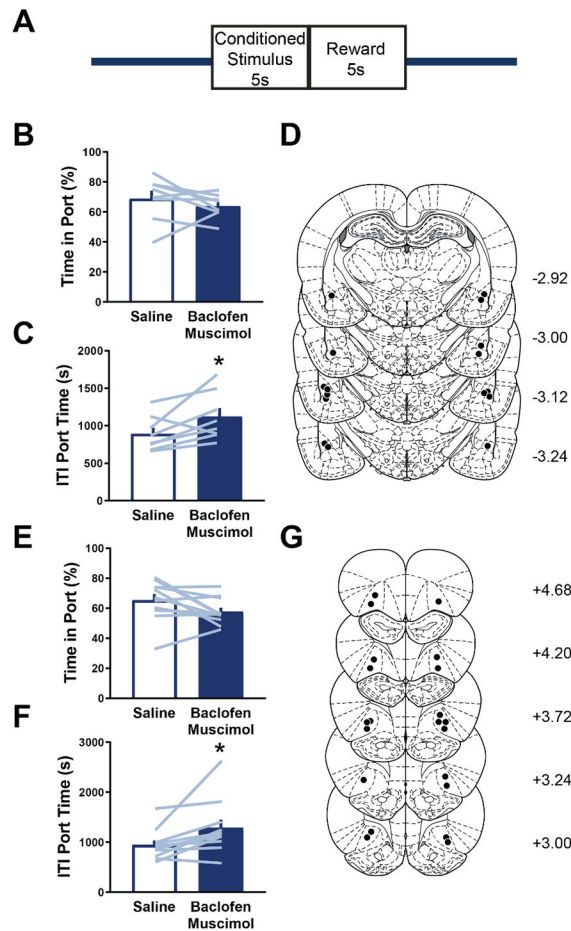 A
Conditioned
Stimulus
5s
Reward
5s
B
Time in Port (%)
100
80
60
40
20
0
Saline
Baclofen
Muscimol
C
ITI Port Time (s)
2000
1500
1000
500
0
*
Saline
Baclofen
Muscimol
D
-2.92
-3.00
-3.12
-3.24
E
Time in Port (%)
100
80
60
40
20
0
Saline
Baclofen
Muscimol
F
ITI Port Time (s)
3000
2000
1000
0
*
Saline
Baclofen
Muscimol
G
+4.68
+4.20
+3.72
+3.24
+3.00